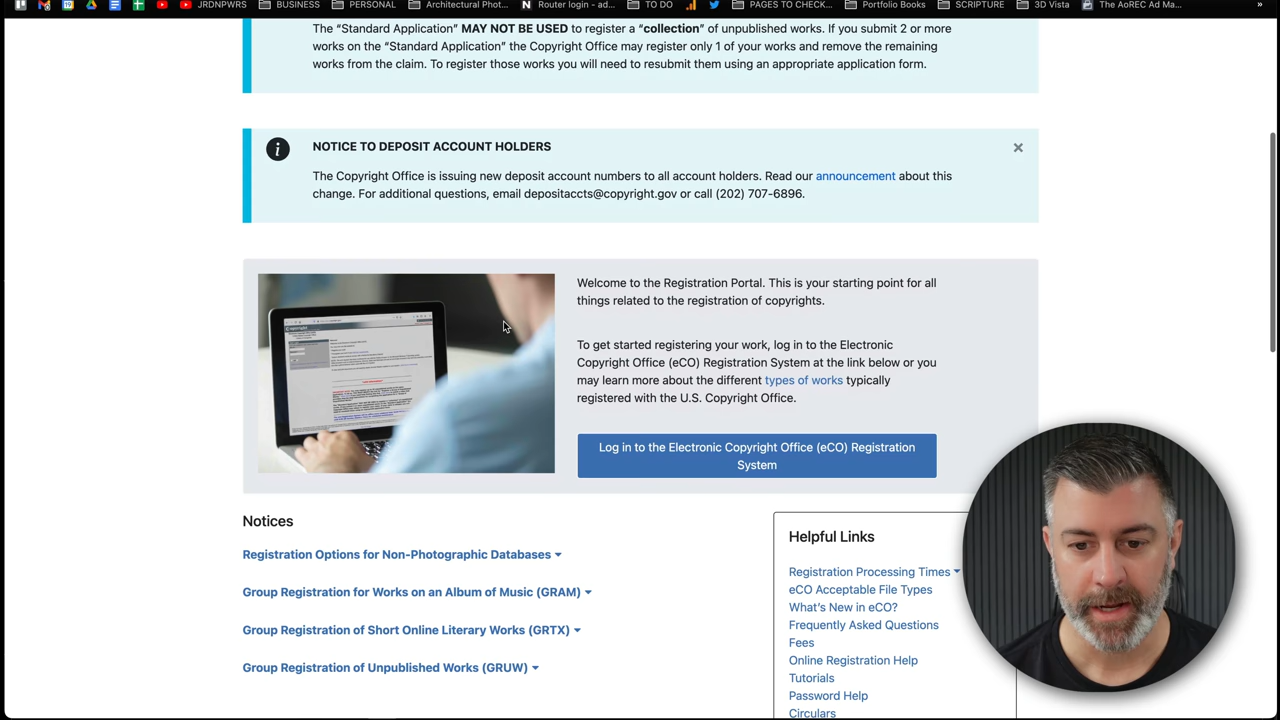 JRDNPWRS
BUSINESS
PERSONAL
Architectural Phot...
Router login - ad...
TO DO
PAGES TO CHECK...
Portfolio Books
SCRIPTURE
3D Vista
The AoREC Ad Ma...
»
The “Standard Application” MAY NOT BE USED to register a “collection” of unpublished works. If you submit 2 or more
works on the “Standard Application” the Copyright Office may register only 1 of your works and remove the remaining
works from the claim. To register those works you will need to resubmit them using an appropriate application form.
NOTICE TO DEPOSIT ACCOUNT HOLDERS
The Copyright Office is issuing new deposit account numbers to all account holders. Read our announcement about this
change. For additional questions, email depositaccts@copyright.gov or call (202) 707-6896.
Welcome to the Registration Portal. This is your starting point for all
things related to the registration of copyrights.
To get started registering your work, log in to the Electronic
Copyright Office (eCO) Registration System at the link below or you
may learn more about the different types of works typically
registered with the U.S. Copyright Office.
Log in to the Electronic Copyright Office (eCO) Registration
System
Notices
Registration Options for Non-Photographic Databases
Group Registration for Works on an Album of Music (GRAM)
Group Registration of Short Online Literary Works (GRTX)
Group Registration of Unpublished Works (GRUW)
Helpful Links
Registration Processing Times
eCO Acceptable File Types
What’s New in eCO?
Frequently Asked Questions
Fees
Online Registration Help
Tutorials
Password Help
Circulars